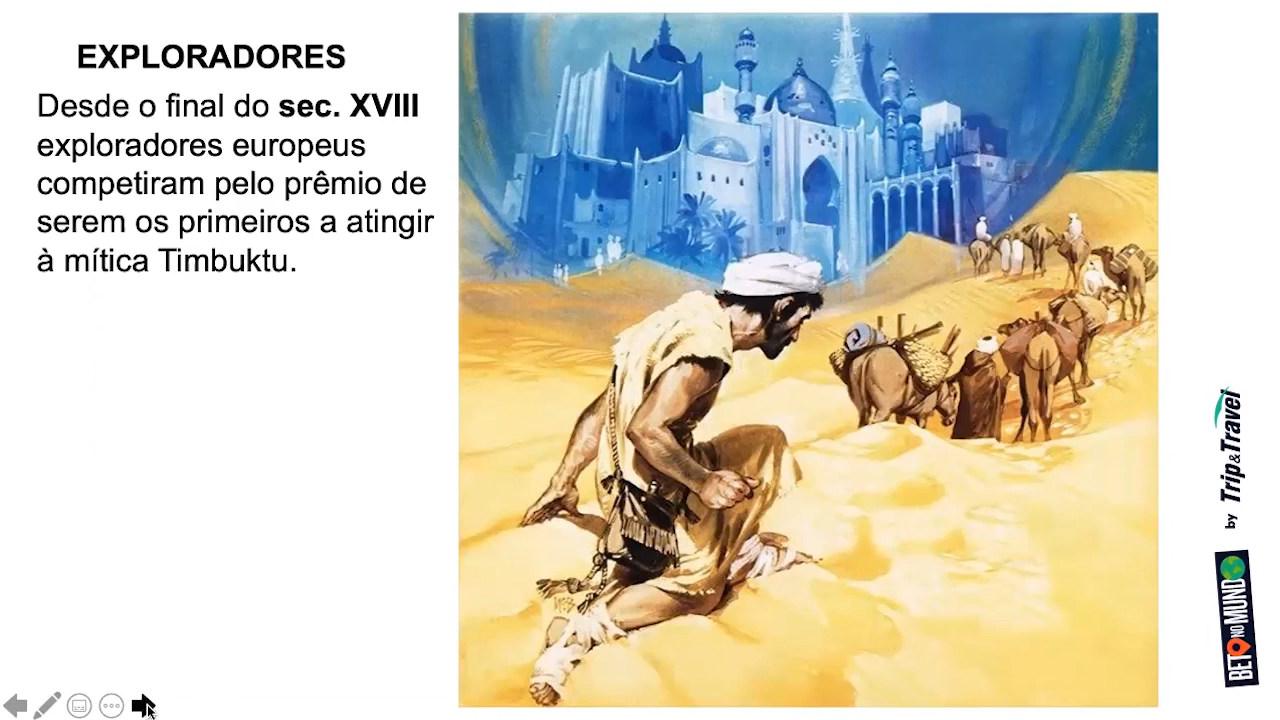 EXPLORADORES
Desde o final do sec. XVIII
exploradores europeus
competiram pelo prêmio de
serem os primeiros a atingir
à mítica Timbuktu.
by Trip&Travel
BETO NO MUNDO